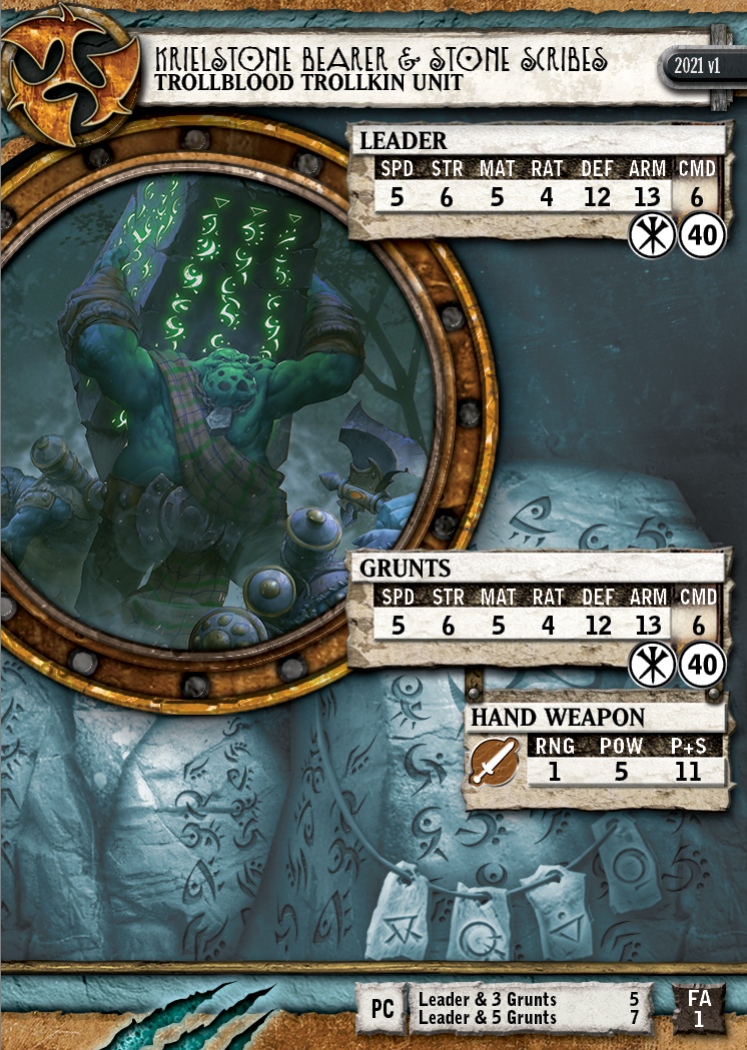 KRIELSTONE BEARER & STONE SCRIBES
TROLLBLOOD TROLLKIN UNIT
2021 v1
LEADER
SPD STR MAT RAT DEF ARM CMD
5 6 5 4 12 13 6
40
GRUNTS
SPD STR MAT RAT DEF ARM CMD
5 6 5 4 12 13 6
40
HAND WEAPON
RNG POW P+S
1 5 11
PC
Leader & 3 Grunts 5
Leader & 5 Grunts 7
FA
1